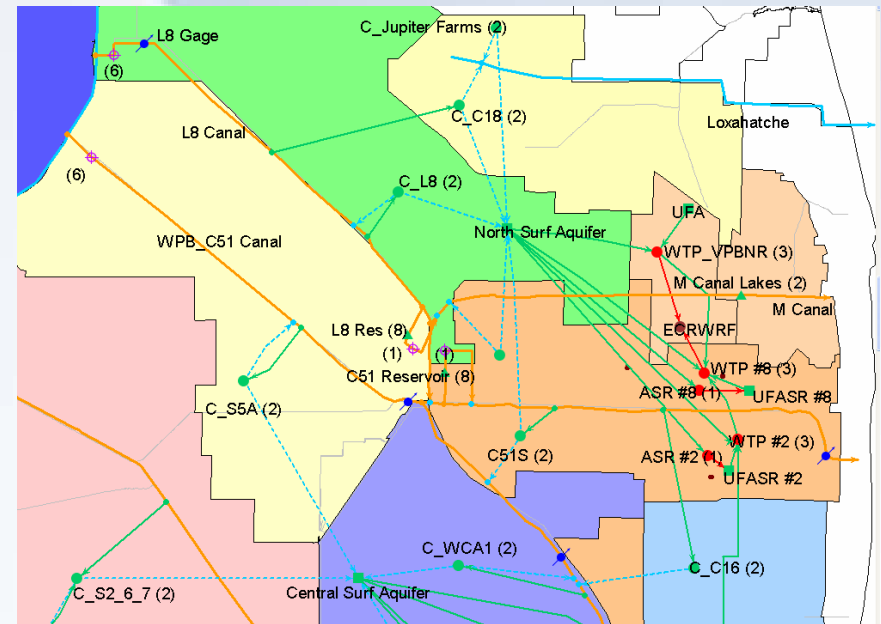 C_Jupiter Farms (2)
L8 Gage
(6)
C_C18 (2)
L8 Canal
Loxahatche
(6)
C_L8 (2)
UFA
North Surf Aquifer
WPB_C51 Canal
WTP_VPBNR (3)
M Canal Lakes (2)
M Canal
L8 Res (8)
ECRWRF
(1)
(1)
WTP #8 (3)
C51 Reservoir (8)
ASR #8 (1)
UFASR #8
C_S5A (2)
WTP #2 (3)
C51S (2)
ASR #2 (1)
UFASR #2
C_WCA1 (2)
C_C16 (2)
C_S2_6_7 (2)
Central Surf Aquifer